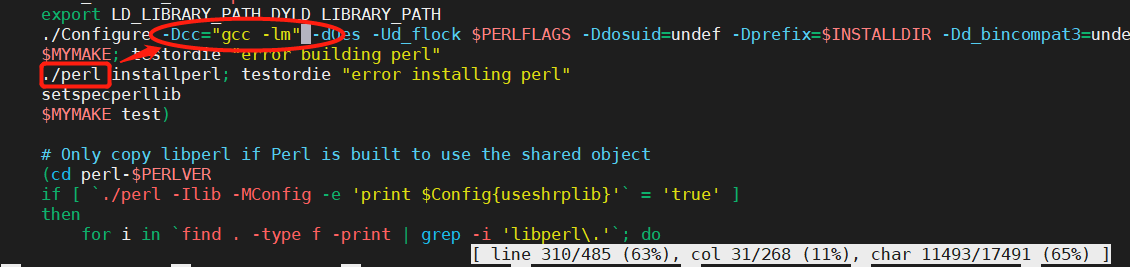 export LD_LIBRARY_PATH DYLD_LIBRARY_PATH
./Configure -Dcc="gcc -lm" -dOes -Ud_flock $PERLFLAGS -Ddosuid=undef -Dprefix=$INSTALLDIR -Dd_bincompat3=unde
$MYMAKE; testordie "error building perl"
./perl installperl; testordie "error installing perl"
setspecperllib
$MYMAKE test)
# Only copy libperl if Perl is built to use the shared object
(cd perl-$PERLVER
if [ `./perl -Ilib -MConfig -e 'print $Config{useshrplib}'` = 'true' ]
then
for i in `find . -type f -print | grep -i 'libperl\.'`; do
[ line 310/485 (63%), col 31/268 (11%), char 11493/17491 (65%) ]